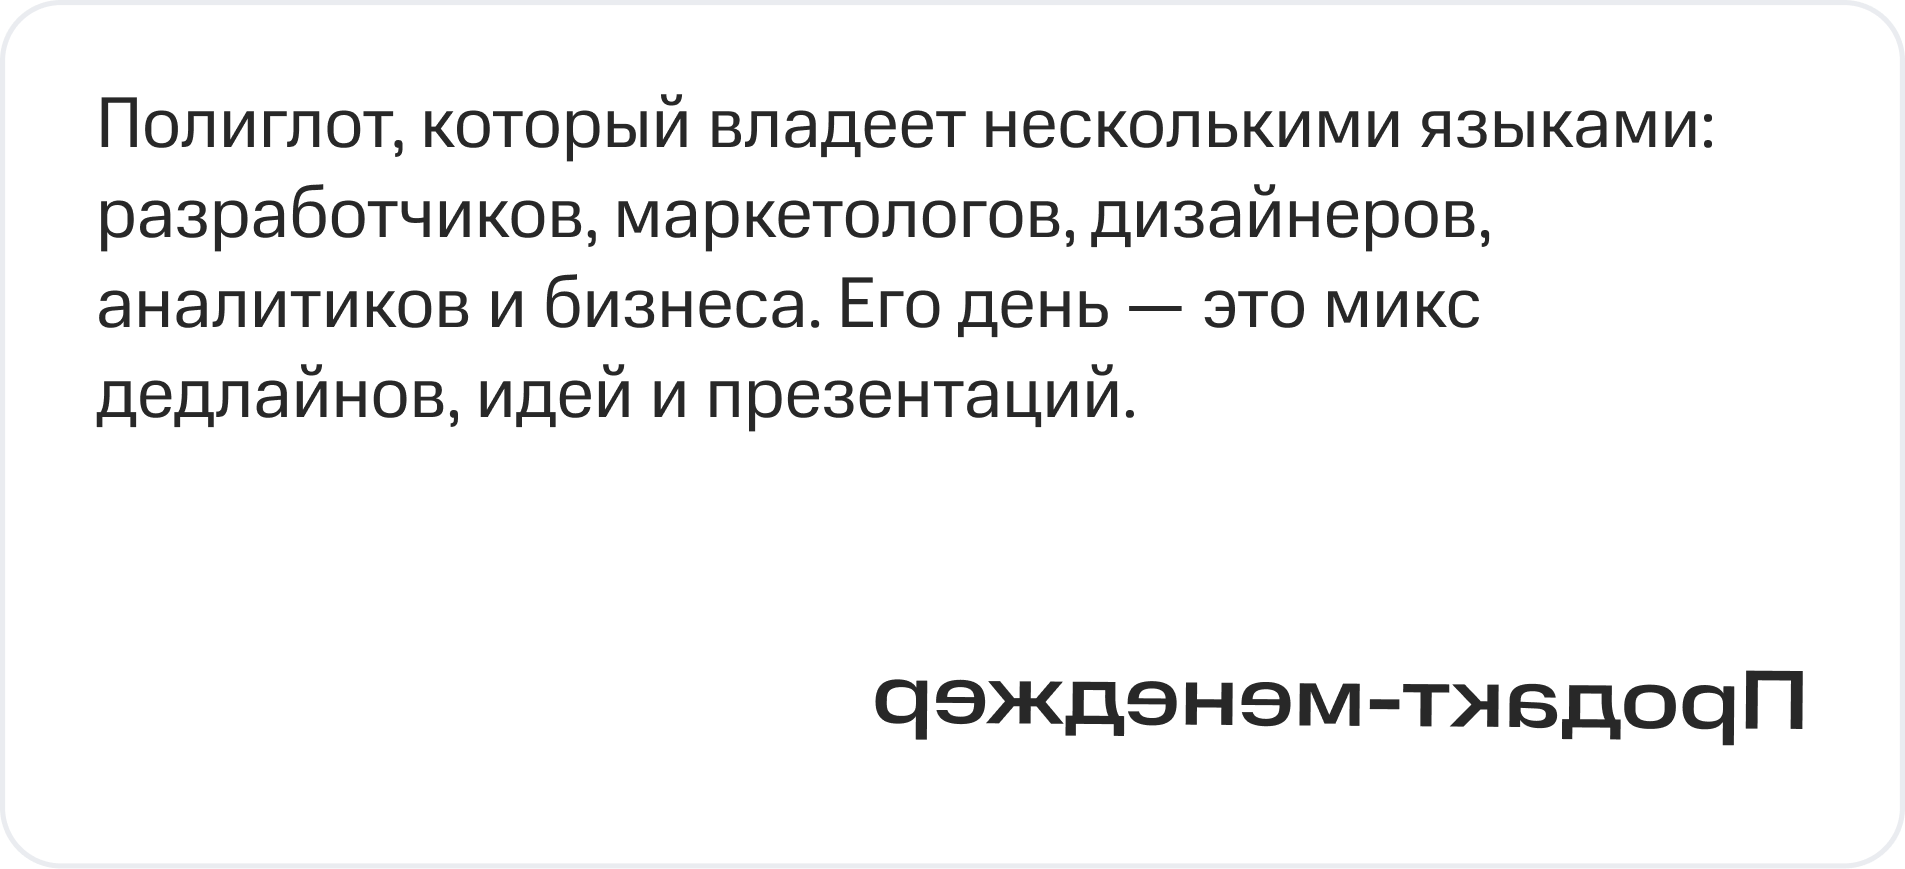 Полиглот, который владеет несколькими языками:
разработчиков, маркетологов, дизайнеров,
аналитиков и бизнеса. Его день — это микс
дедлайнов, идей и презентаций.
Продакт-менеджер